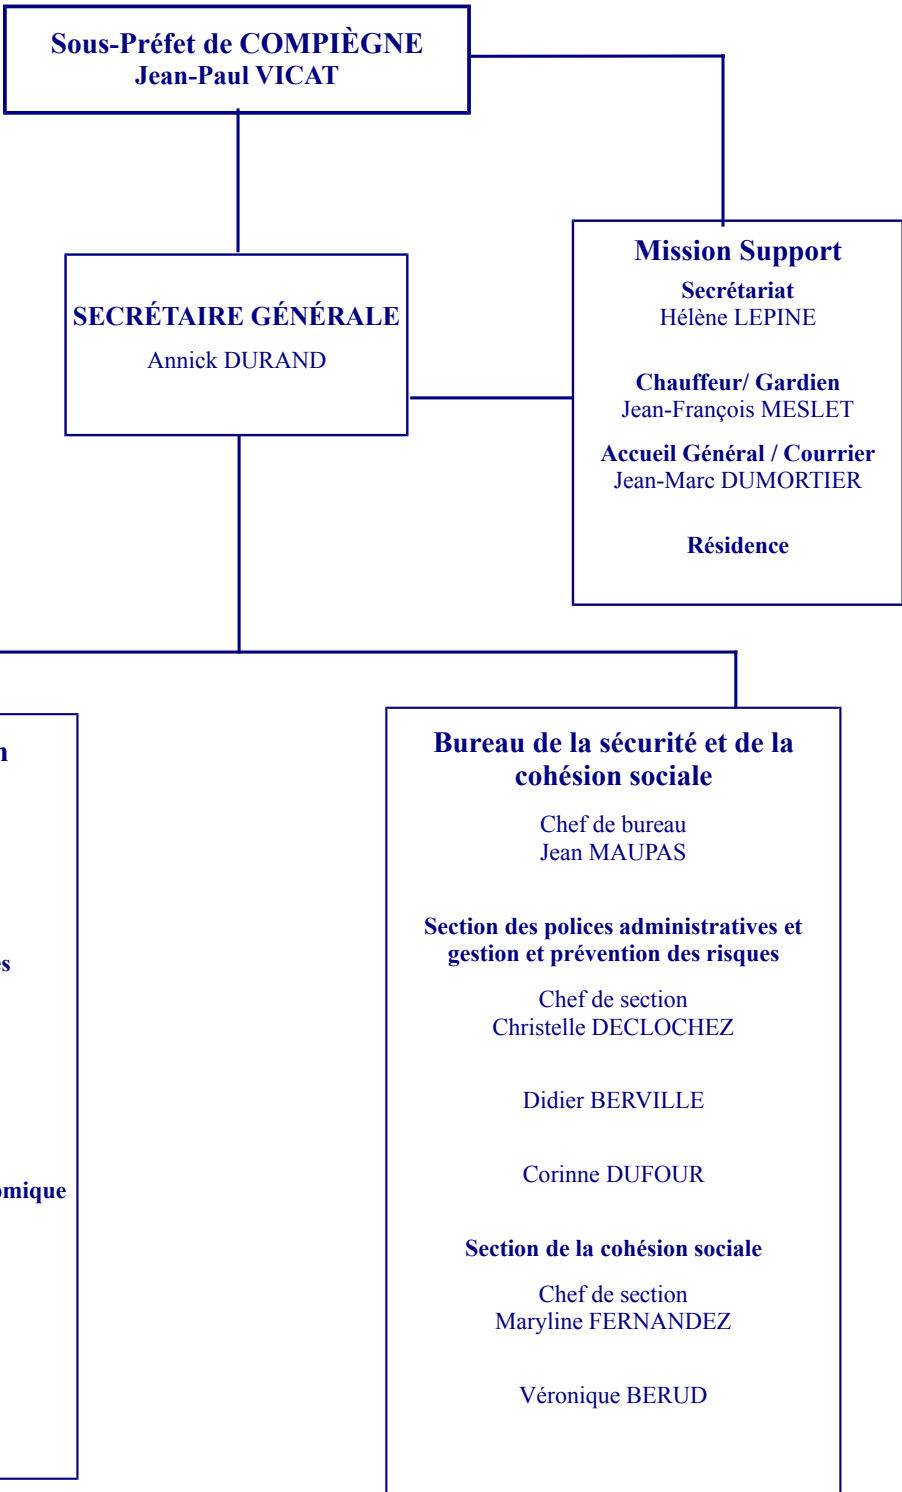 Sous-Préfet de COMPIÈGNE
Jean-Paul VICAT
SECRÉTAIRE GÉNÉRALE
Annick DURAND
Mission Support
Secrétariat
Hélène LEPINE
Chauffeur/ Gardien
Jean-François MESLET
Accueil Général / Courrier
Jean-Marc DUMORTIER
Résidence
Bureau de la sécurité et de la
cohésion sociale
Chef de bureau
Jean MAUPAS
Section des polices administratives et
gestion et prévention des risques
Chef de section
Christelle DECLOCHEZ
Didier BERVILLE
Corinne DUFOUR
Section de la cohésion sociale
Chef de section
Maryline FERNANDEZ
Véronique BERUD